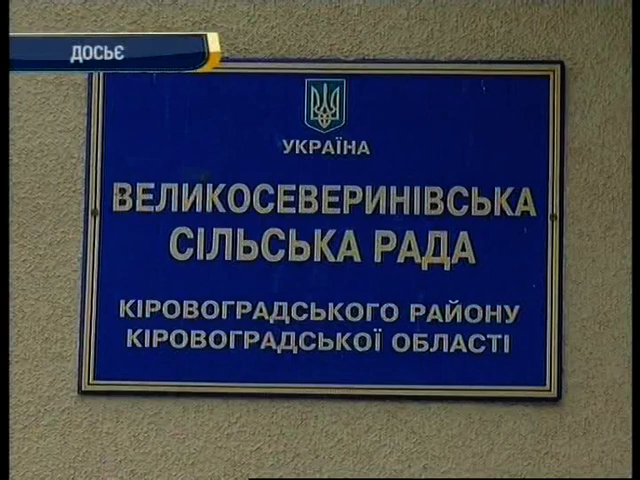 ДОСЬЄ
УКРАЇНА
ВЕЛИКОСЕВЕРИНІВСЬКА
СІЛЬСЬКА РАДА
КІРОВОГРАДСЬКОГО РАЙОНУ
КІРОВОГРАДСЬКОЇ ОБЛАСТІ